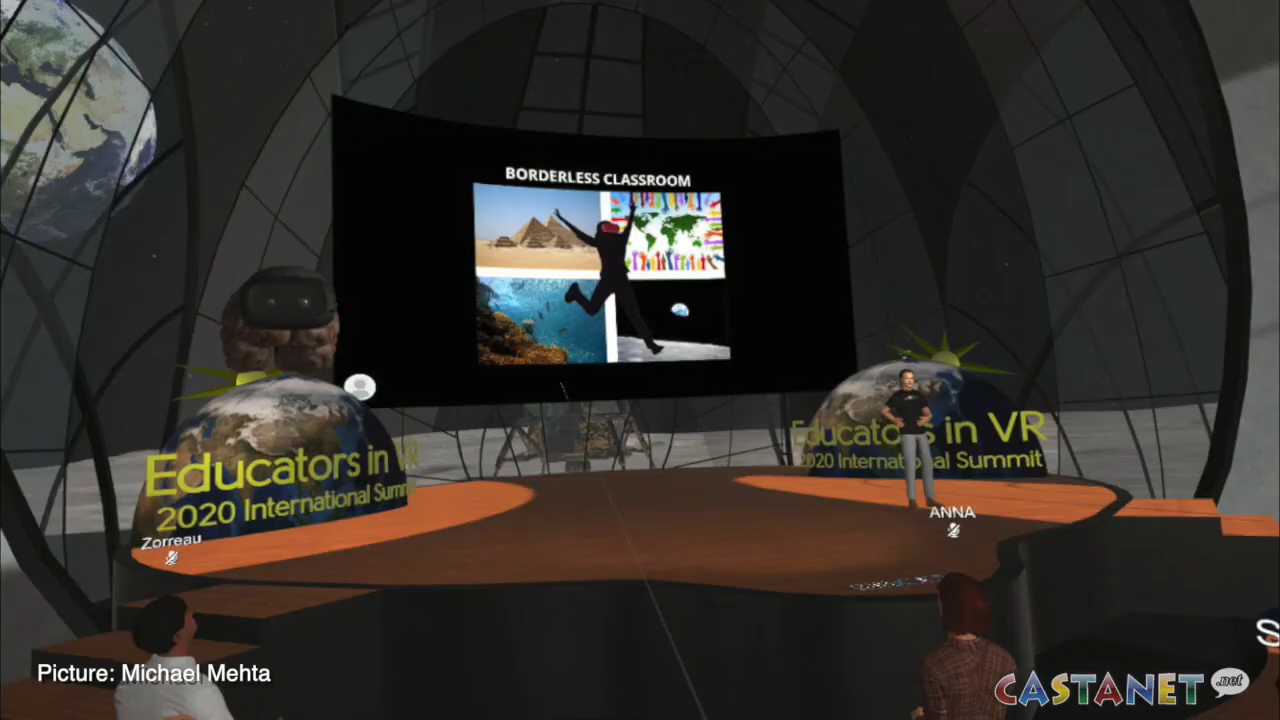 BORDERLESS CLASSROOM
Educators in VR
2020 International Summit
Educators in VR
2020 International Summit
Zorreau
ANNA
Picture: Michael Mehta
CASTANET
.net